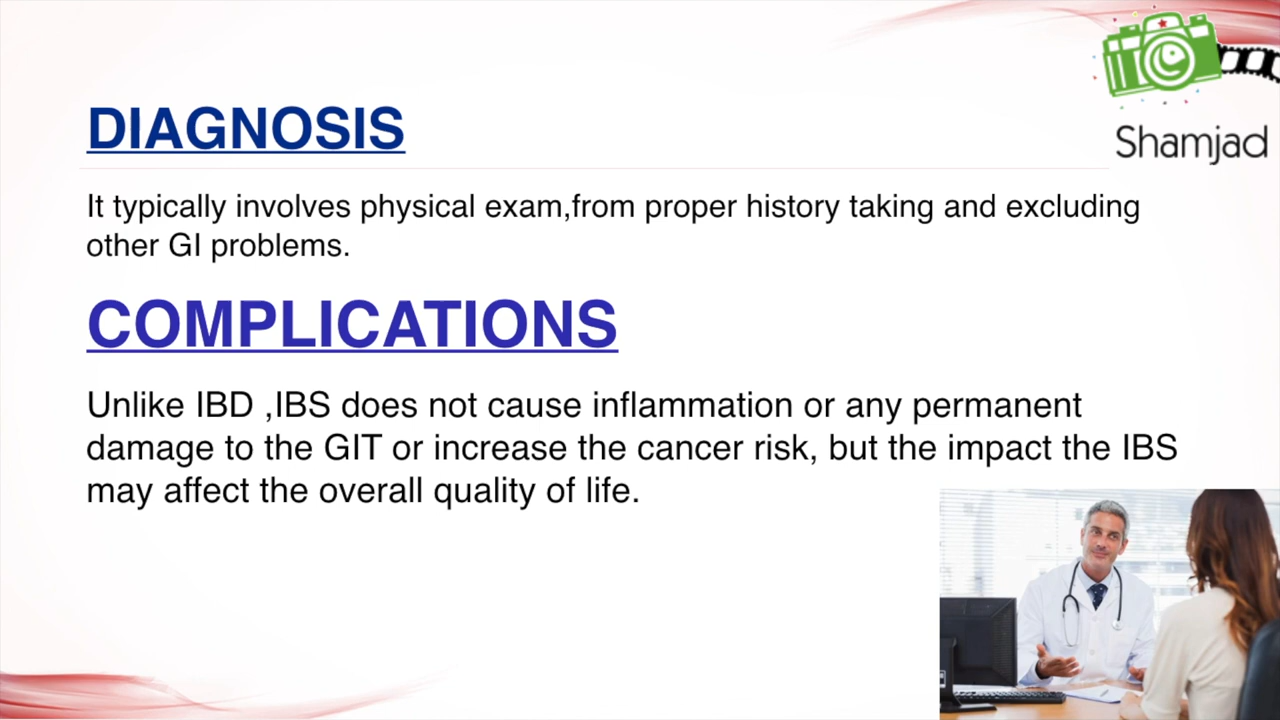 Shamjad
DIAGNOSIS
It typically involves physical exam,from proper history taking and excluding
other GI problems.
COMPLICATIONS
Unlike IBD ,IBS does not cause inflammation or any permanent
damage to the GIT or increase the cancer risk, but the impact the IBS
may affect the overall quality of life.